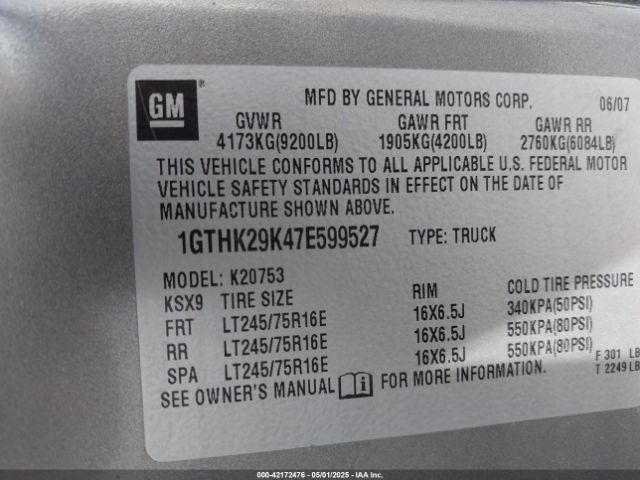 GM
MFD BY GENERAL MOTORS CORP. 06/07
GVWR GAWR FRT GAWR RR
4173KG(9200LB) 1905KG(4200LB) 2760KG(6084LB)
THIS VEHICLE CONFORMS TO ALL APPLICABLE U.S. FEDERAL MOTOR
VEHICLE SAFETY STANDARDS IN EFFECT ON THE DATE OF
MANUFACTURE SHOWN ABOVE.
1GTHK29K47E599527 TYPE: TRUCK
MODEL: K20753
KSX9 TIRE SIZE RIM COLD TIRE PRESSURE
FRT LT245/75R16E 16X6.5J 340KPA(50PSI)
RR LT245/75R16E 16X6.5J 550KPA(80PSI)
SPA LT245/75R16E 16X6.5J 550KPA(80PSI)
F 301 LB
T 2249 LB
SEE OWNER'S MANUAL FOR MORE INFORMATION.
000-42172476 - 05/01/2025 - IAA Inc.